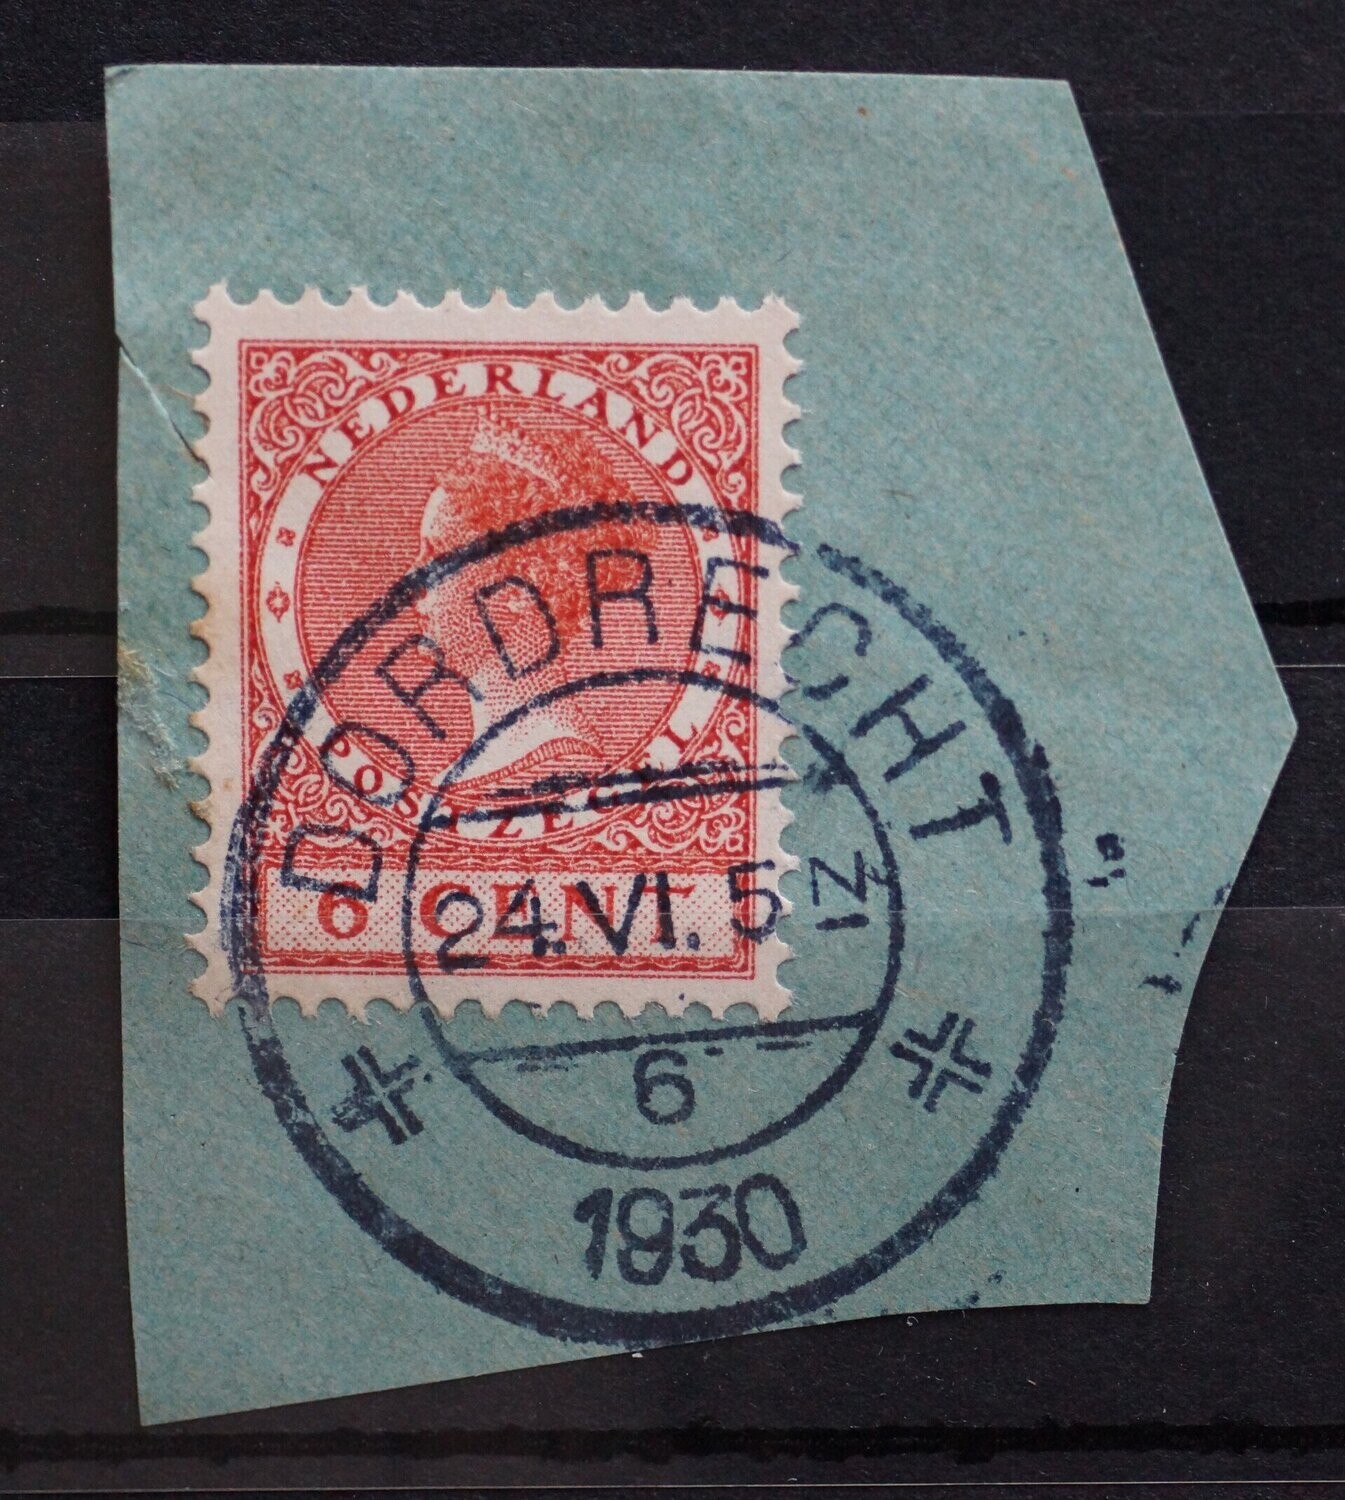 NEDERLAND
POSTZEGEL
6 CENT
DORDRECHT
24.VI.5 N
6
1930